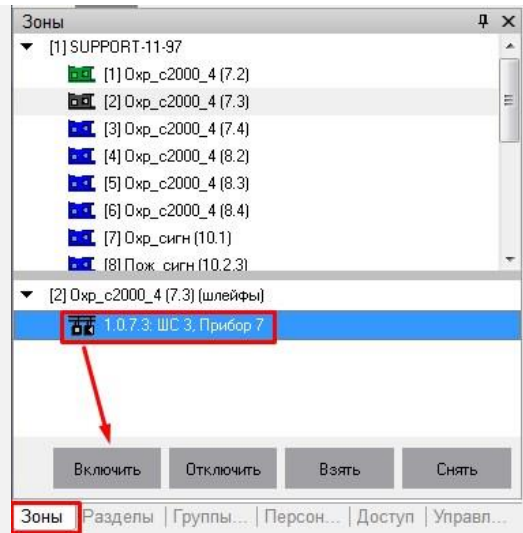 Зоны
[1] SUPPORT-11-97
[1] Охр_с2000_4 (7.2)
[2] Охр_с2000_4 (7.3)
[3] Охр_с2000_4 (7.4)
[4] Охр_с2000_4 (8.2)
[5] Охр_с2000_4 (8.3)
[6] Охр_с2000_4 (8.4)
[7] Охр_сигн (10.1)
[8] Пож_сигн (10.2,3)
[2] Охр_с2000_4 (7.3) (шлейфы)
1.0.7.3: ШС 3, Прибор 7
Включить Отключить Взять Снять
Зоны Разделы Группы... Персон... Доступ Управл...